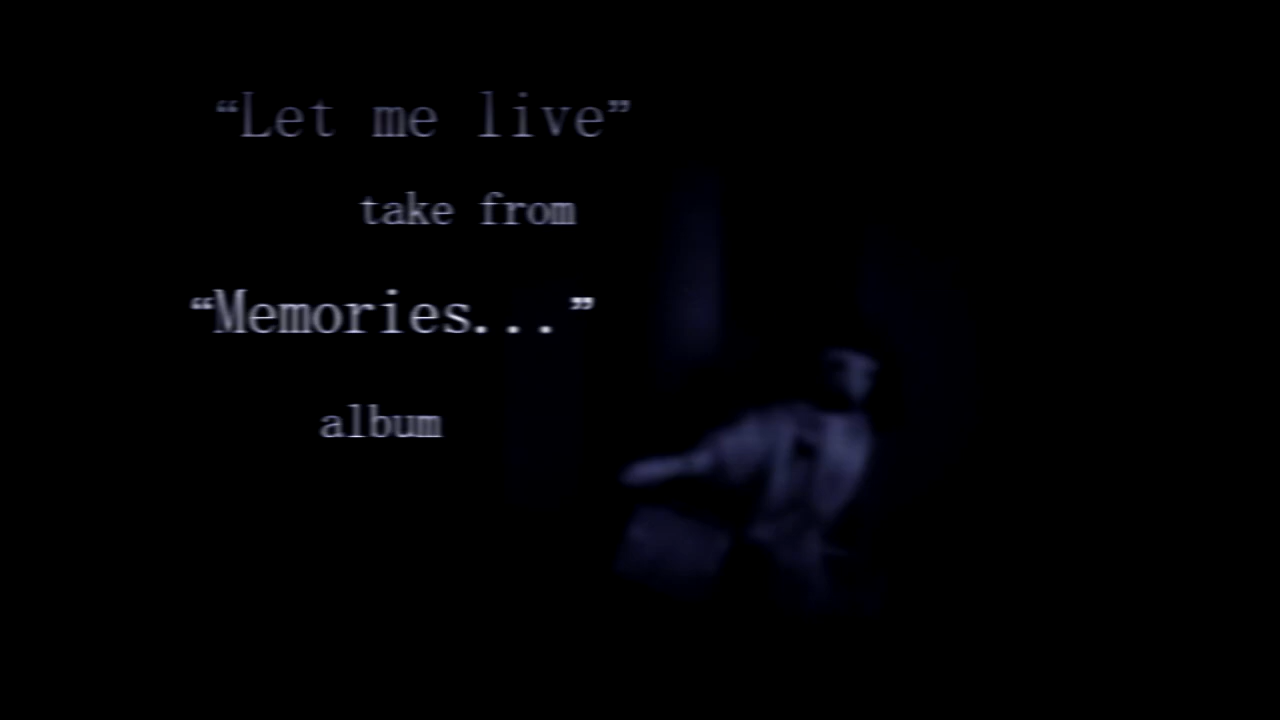 “Let me live”
take from
“Memories...”
album